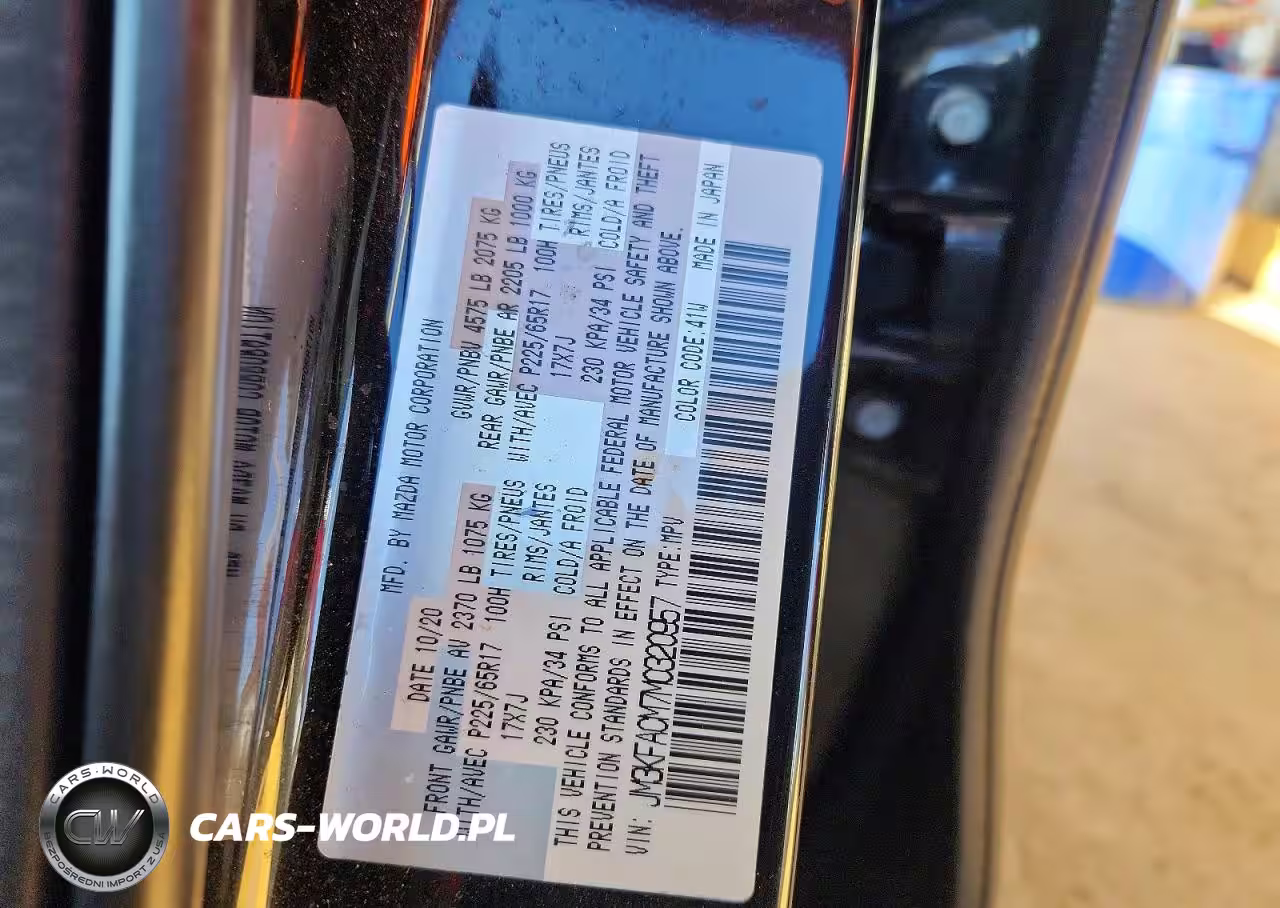 MFD. BY MAZDA MOTOR CORPORATION
DATE 10/20 GVWR/PNBV 4575 LB 2075 KG
FRONT GAWR/PNBE AV 2370 LB 1075 KG REAR GAWR/PNBE AR 2205 LB 1000 KG
WITH/AVEC P225/65R17 100H TIRES/PNEUS WITH/AVEC P225/65R17 100H TIRES/PNEUS
17X7J RIMS/JANTES 17X7J RIMS/JANTES
230 KPA/34 PSI COLD/A FROID 230 KPA/34 PSI COLD/A FROID
THIS VEHICLE CONFORMS TO ALL APPLICABLE FEDERAL MOTOR VEHICLE SAFETY AND THEFT
PREVENTION STANDARDS IN EFFECT ON THE DATE OF MANUFACTURE SHOWN ABOVE.
VIN: JM3KFADM7M0320957 TYPE:MPV COLOR CODE:41W MADE IN JAPAN
CARS-WORLD
CW
BEZPOŚREDNI IMPORT Z USA
CARS-WORLD.PL